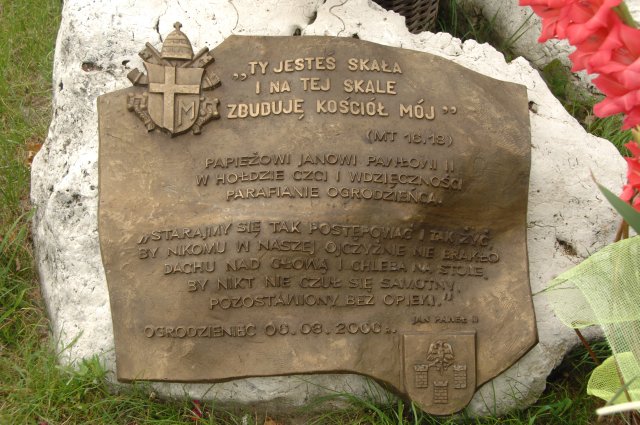 „TY JESTEŚ SKAŁA
I NA TEJ SKALE
ZBUDUJĘ KOŚCIÓŁ MÓJ”
(MT 16.18)
PAPIEŻOWI JANOWI PAWŁOWI II
W HOŁDZIE CZCI I WDZIĘCZNOŚCI
PARAFIANIE OGRODZIEŃCA.
„STARAJMY SIĘ TAK POSTĘPOWAĆ I TAK ŻYĆ,
BY NIKOMU W NASZEJ OJCZYŹNIE NIE BRAKŁO
DACHU NAD GŁOWĄ I CHLEBA NA STOLE,
BY NIKT NIE CZUŁ SIĘ SAMOTNY,
POZOSTAWIONY BEZ OPIEKI.”
JAN PAWEŁ II
OGRODZIENIEC
M